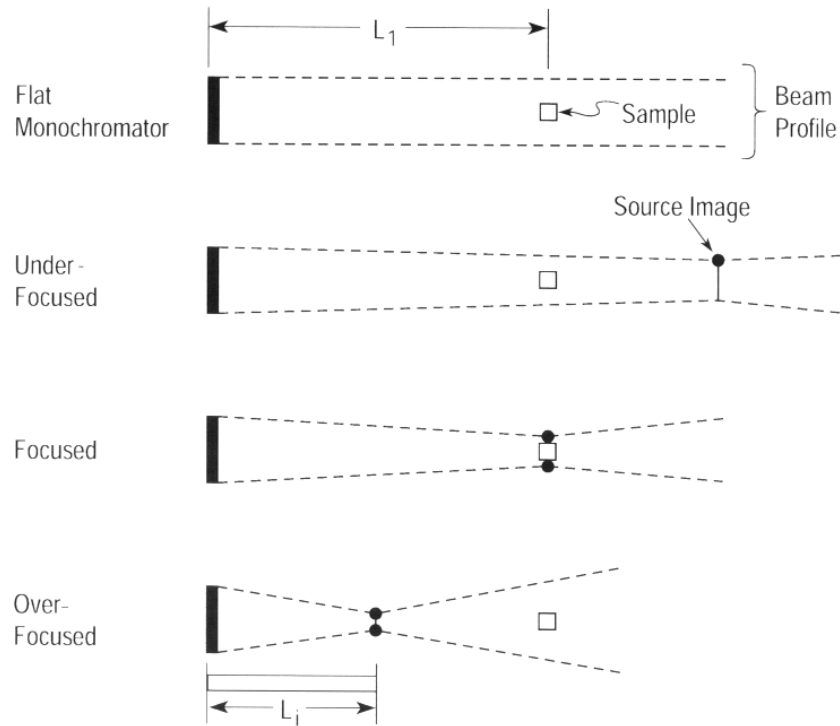 L₁
Flat
Monochromator
Sample
Beam
Profile
Source Image
Under-
Focused
Focused
Over-
Focused
Lᵢ